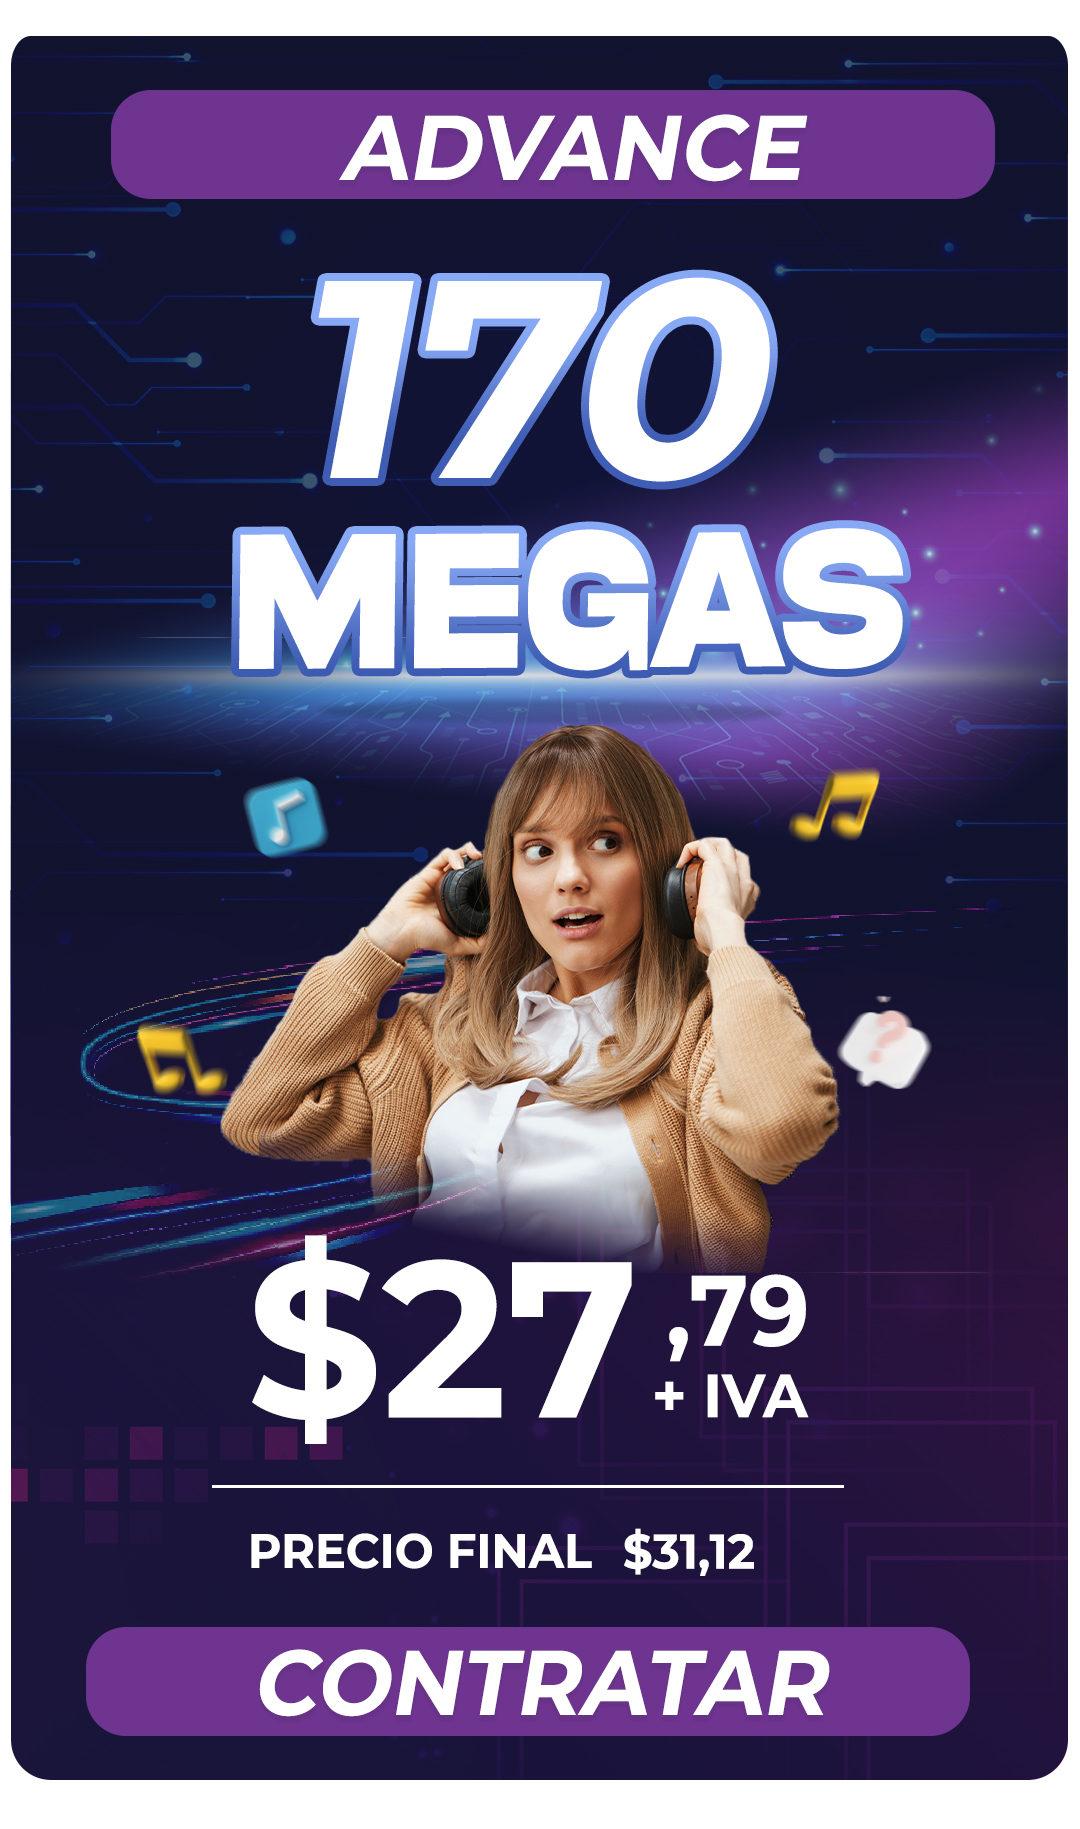 ADVANCE
170
MEGAS
$27,79
+ IVA
PRECIO FINAL $31,12
CONTRATAR